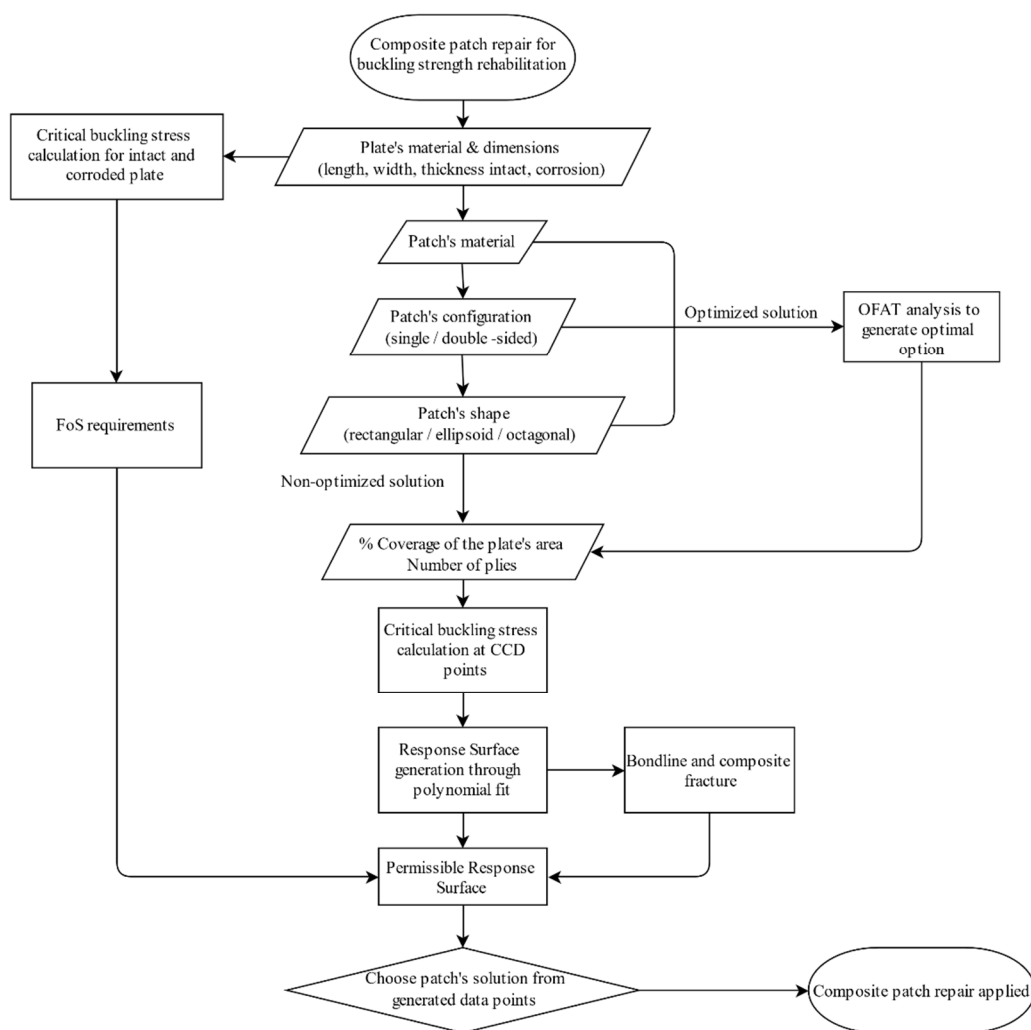 Composite patch repair for
buckling strength rehabilitation
Critical buckling stress
calculation for intact and
corroded plate
Plate's material & dimensions
(length, width, thickness intact, corrosion)
Patch's material
Patch's configuration
(single / double -sided)
Optimized solution
OFAT analysis to
generate optimal
option
FoS requirements
Patch's shape
(rectangular / ellipsoid / octagonal)
Non-optimized solution
% Coverage of the plate's area
Number of plies
Critical buckling stress
calculation at CCD
points
Response Surface
generation through
polynomial fit
Bondline and composite
fracture
Permissible Response
Surface
Choose patch's solution from
generated data points
Composite patch repair applied